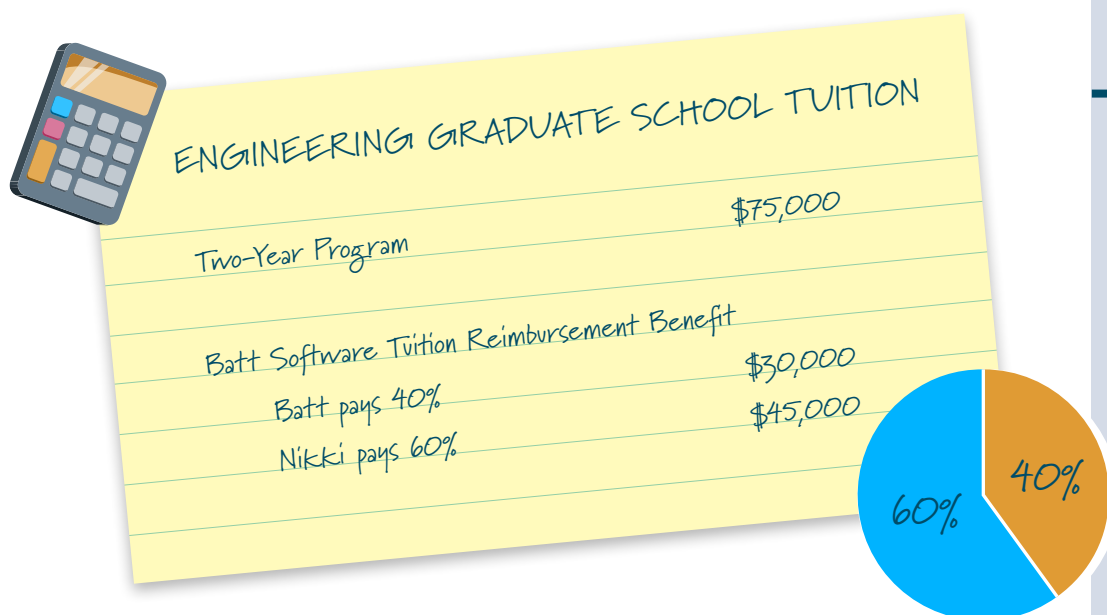 ENGINEERING GRADUATE SCHOOL TUITION
Two-Year Program $75,000
Batt Software Tuition Reimbursement Benefit
Batt pays 40% $30,000
Nikki pays 60% $45,000
60% 40%